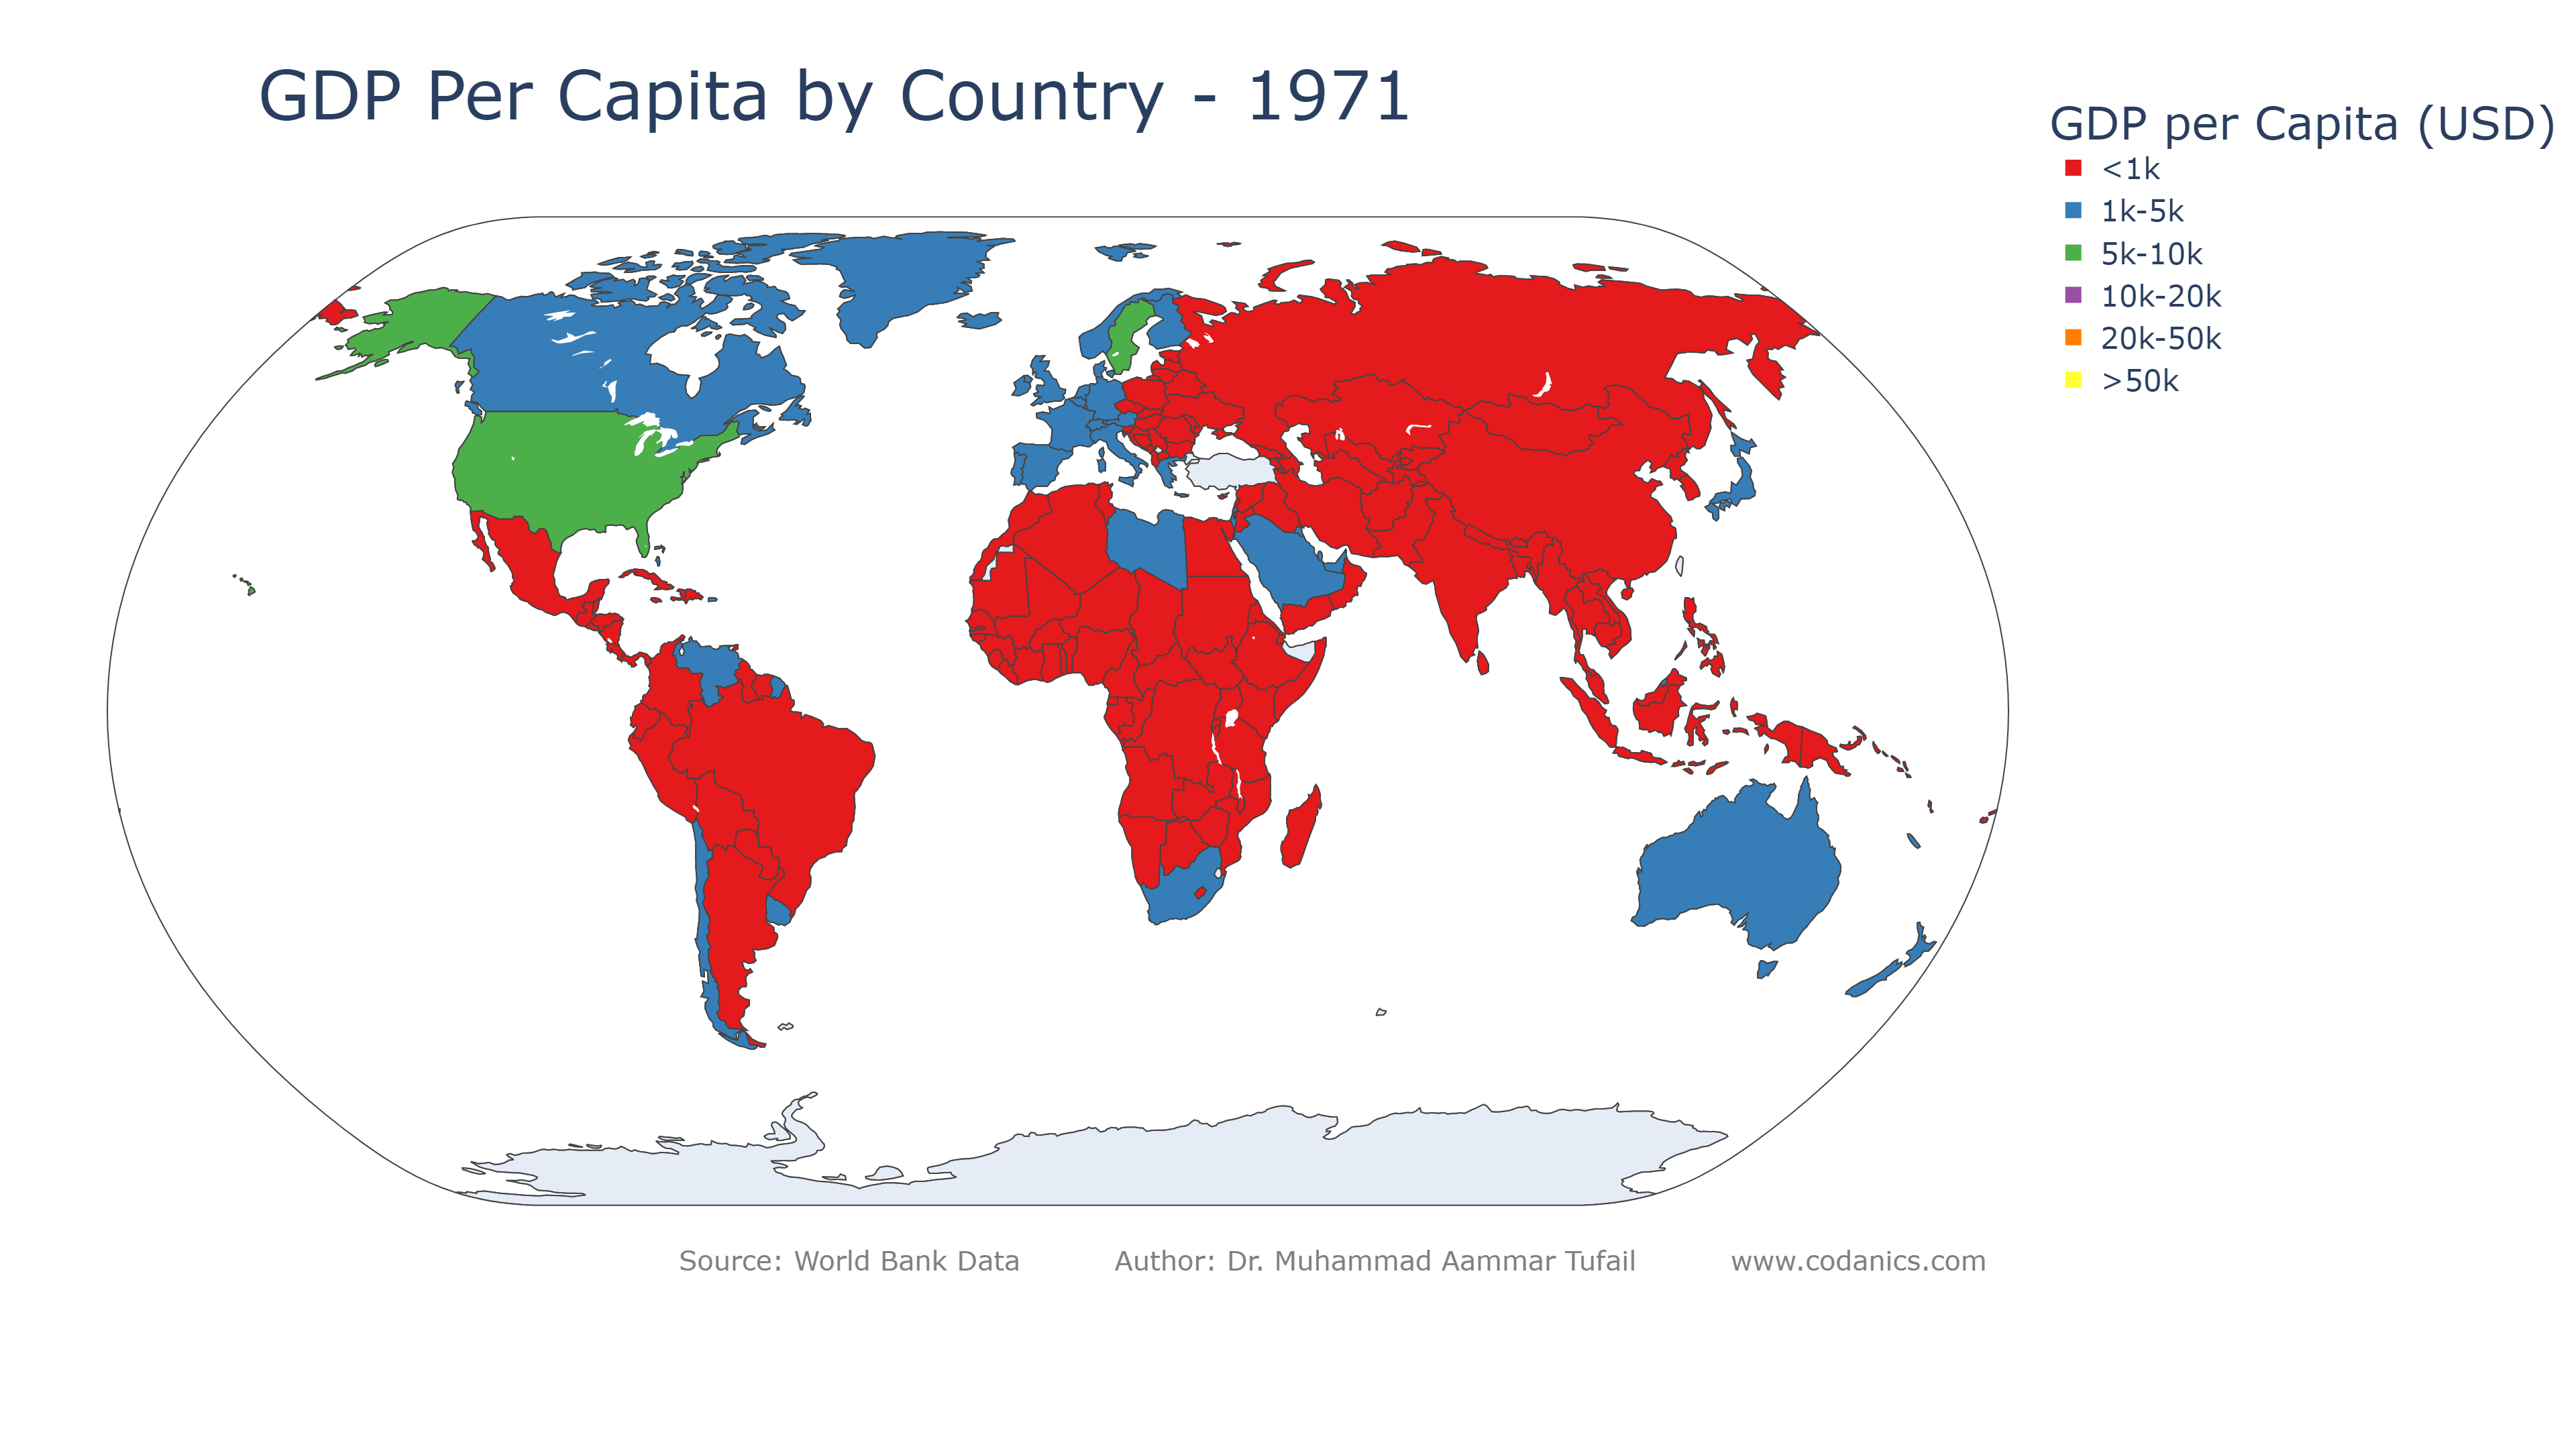 GDP Per Capita by Country - 1971
GDP per Capita (USD)
<1k
1k-5k
5k-10k
10k-20k
20k-50k
>50k
Source: World Bank Data
Author: Dr. Muhammad Aammar Tufail
www.codanics.com